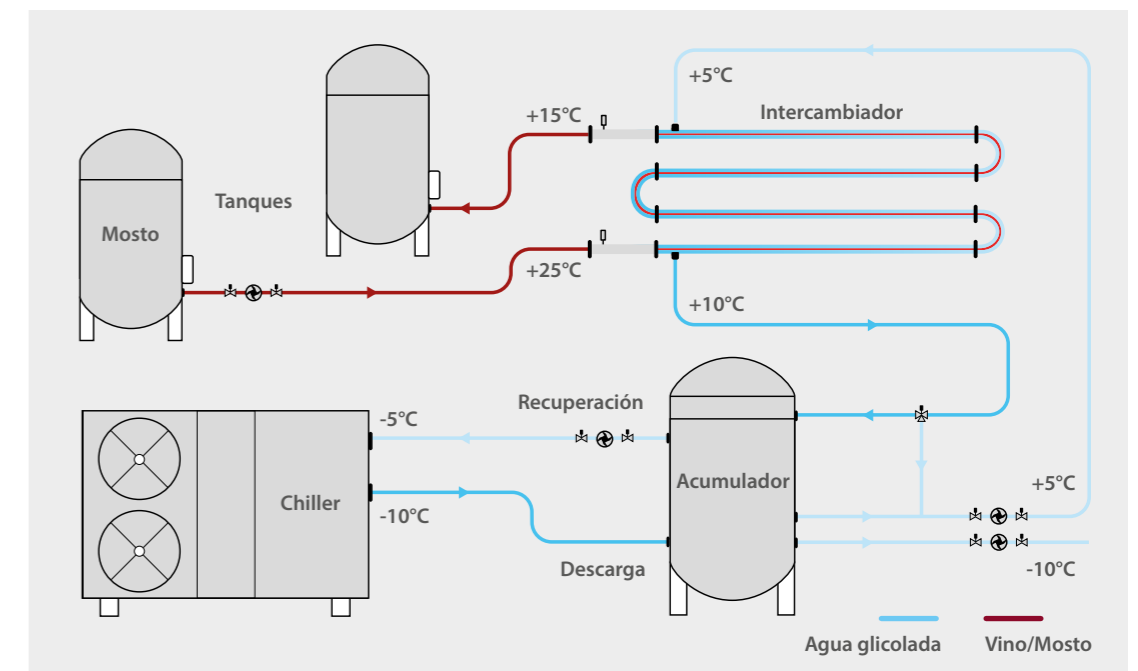 +5°C
+15°C
Intercambiador
Tanques
Mosto
+25°C
+10°C
Recuperación
-5°C
Acumulador
+5°C
Chiller
-10°C
Descarga
-10°C
Agua glicolada
Vino/Mosto